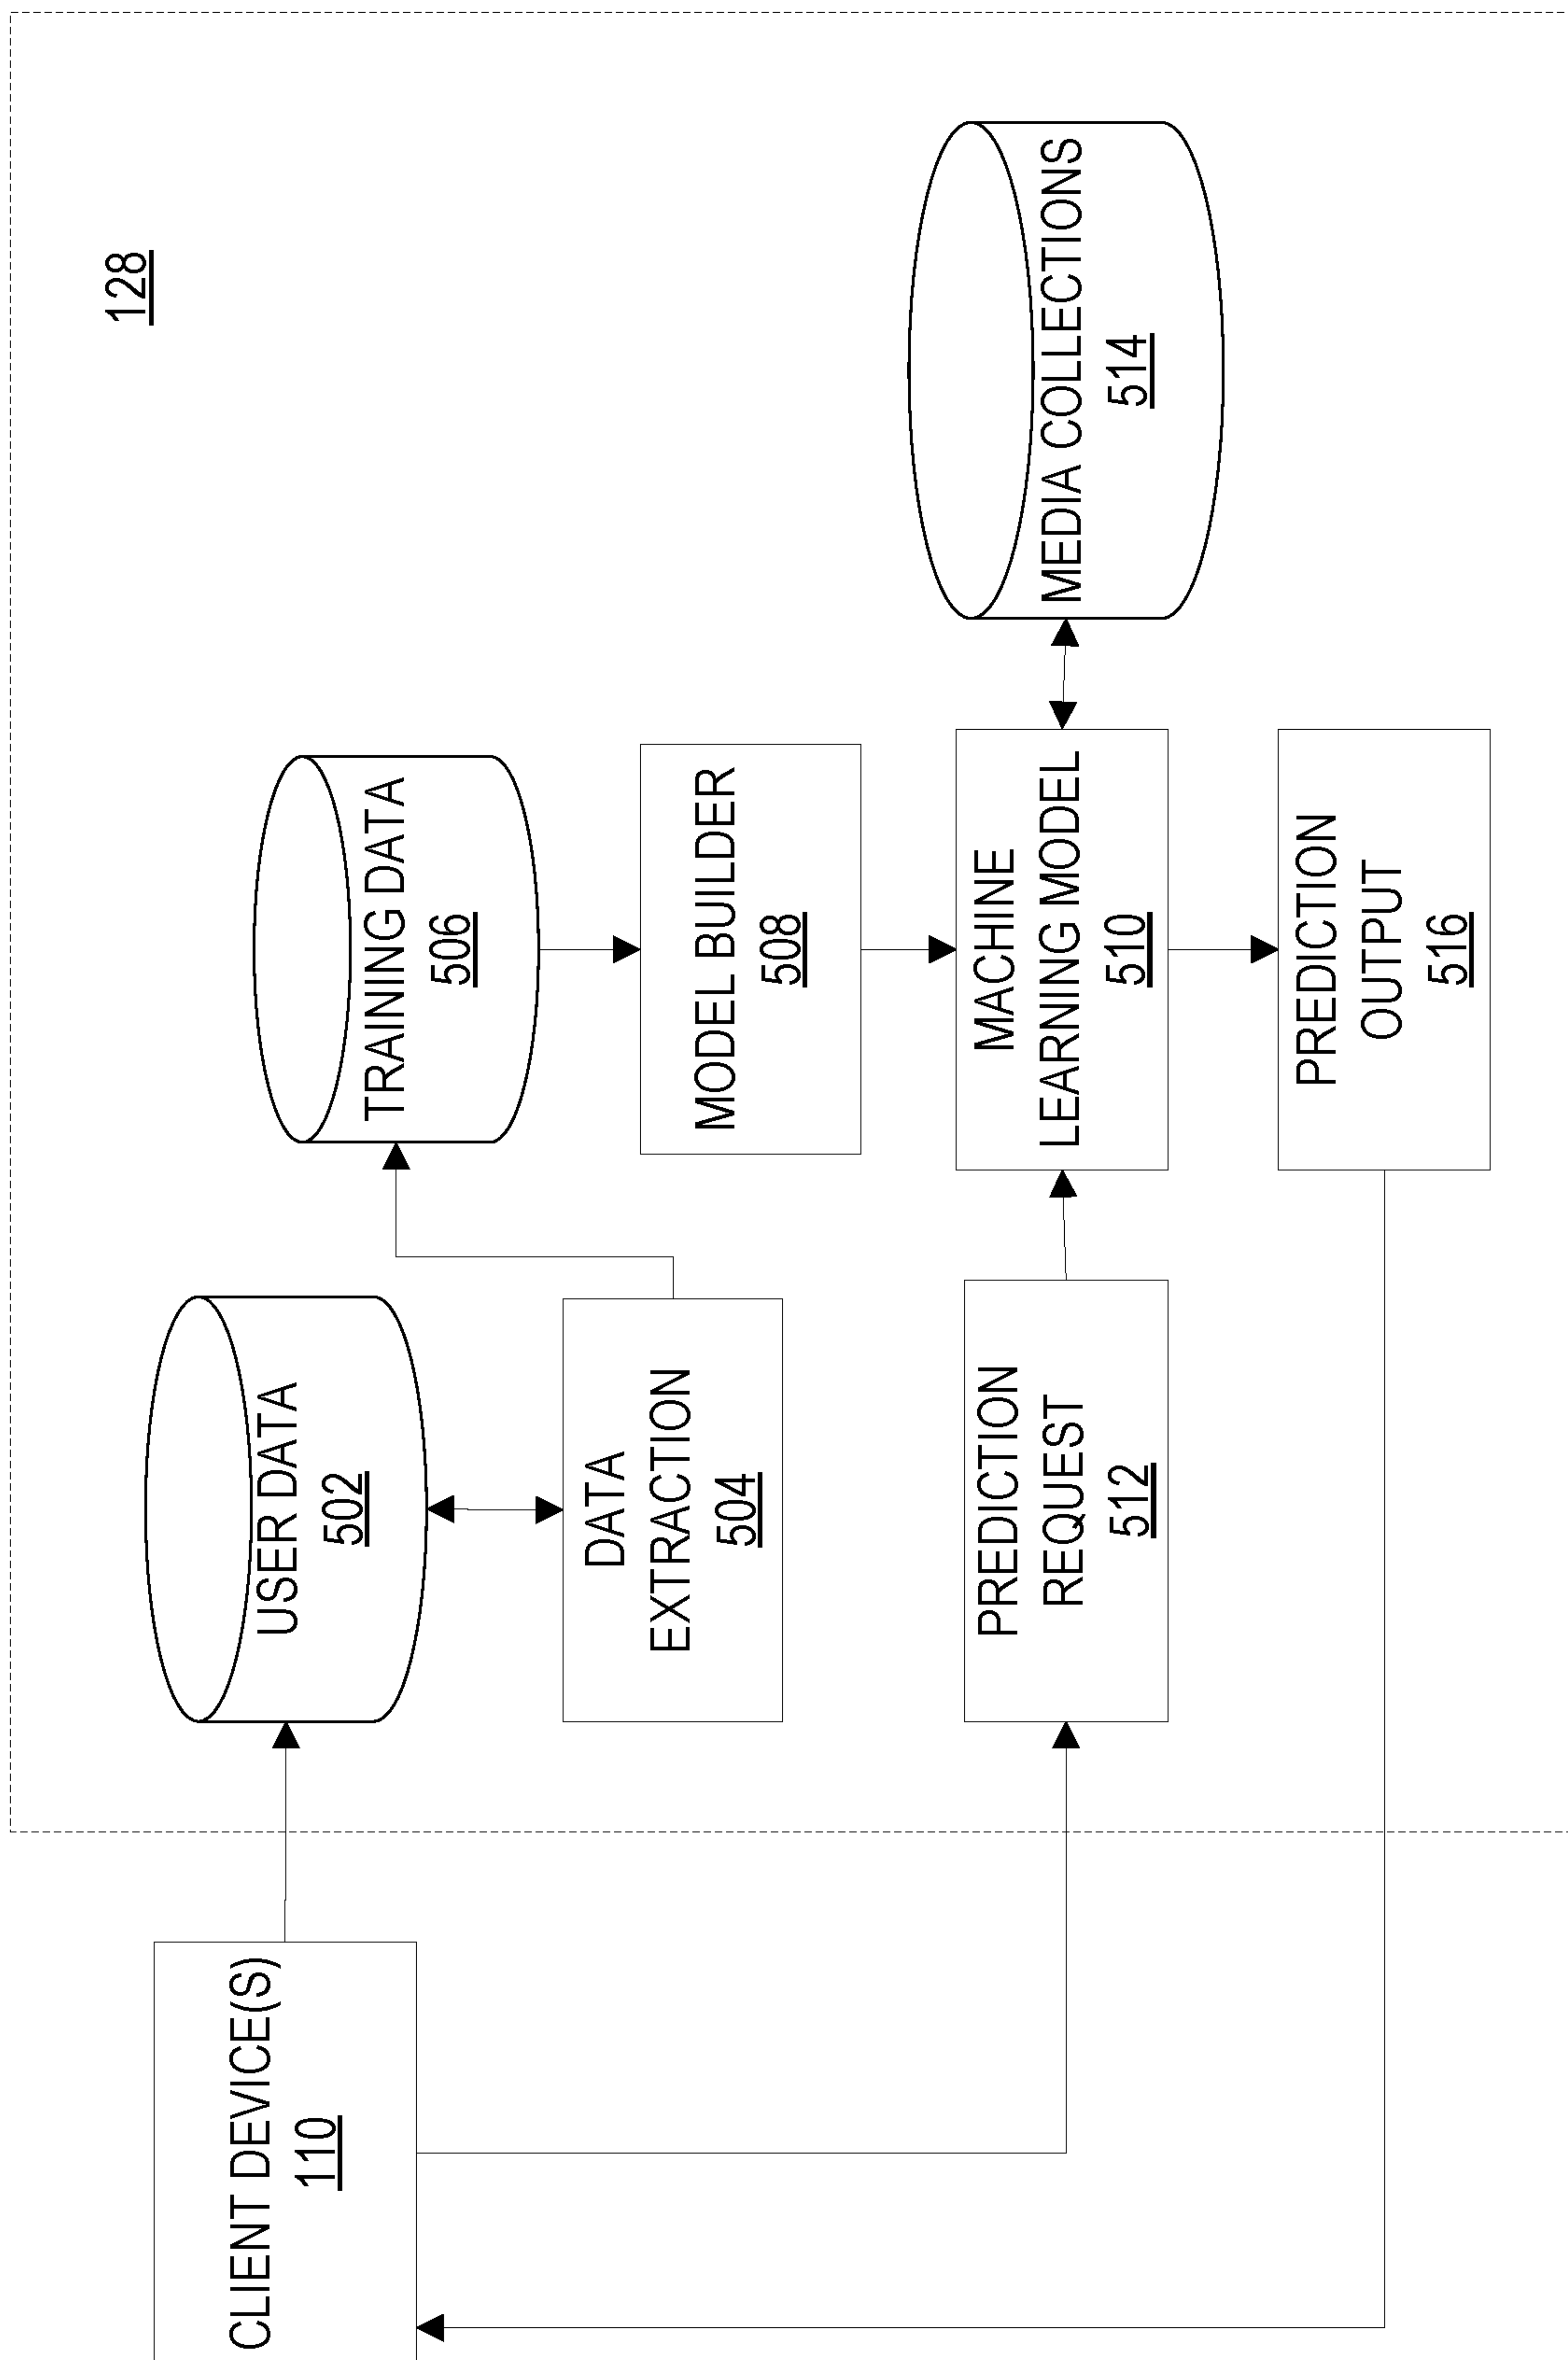 128
CLIENT DEVICE(S)
110
USER DATA
502
DATA
EXTRACTION
504
TRAINING DATA
506
MODEL BUILDER
508
PREDICTION
REQUEST
512
MACHINE
LEARNING MODEL
510
MEDIA COLLECTIONS
514
PREDICTION
OUTPUT
516